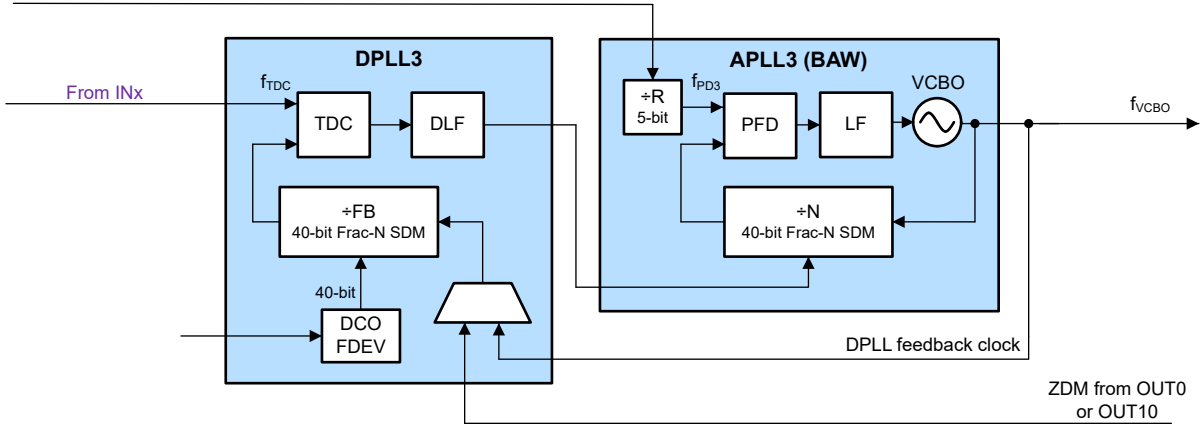 DPLL3
From INx
fTDC
TDC
DLF
÷FB
40-bit Frac-N SDM
40-bit
DCO
FDEV
APLL3 (BAW)
÷R
5-bit
fPD3
PFD
LF
VCBO
÷N
40-bit Frac-N SDM
fVCBO
DPLL feedback clock
ZDM from OUT0
or OUT10